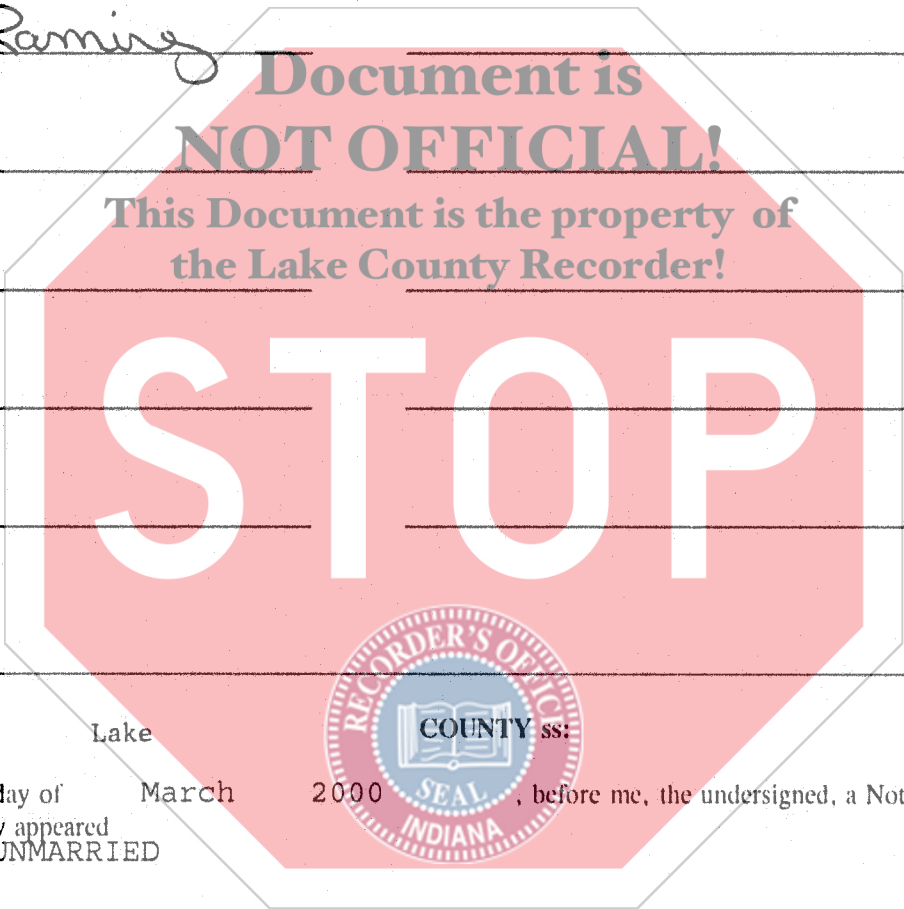 Ramirez
Document is
NOT OFFICIAL!
This Document is the property of
the Lake County Recorder!
STOP
RECORDER'S OFFICE
SEAL
INDIANA
Lake COUNTY ss:
day of March 2000 , before me, the undersigned, a Not
y appeared
UNMARRIED